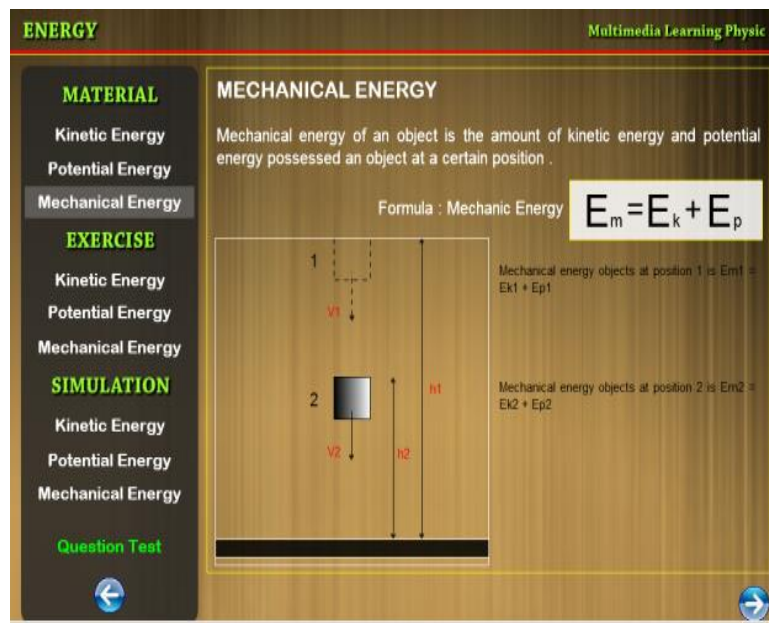 ENERGY
Multimedia Learning Physic
MATERIAL
Kinetic Energy
Potential Energy
Mechanical Energy
EXERCISE
Kinetic Energy
Potential Energy
Mechanical Energy
SIMULATION
Kinetic Energy
Potential Energy
Mechanical Energy
Question Test
MECHANICAL ENERGY
Mechanical energy of an object is the amount of kinetic energy and potential
energy possessed an object at a certain position .
Formula : Mechanic Energy
Em = Ek + Ep
1
V1
2
V2
h1
h2
Mechanical energy objects at position 1 is Em1 =
Ek1 + Ep1
Mechanical energy objects at position 2 is Em2 =
Ek2 + Ep2